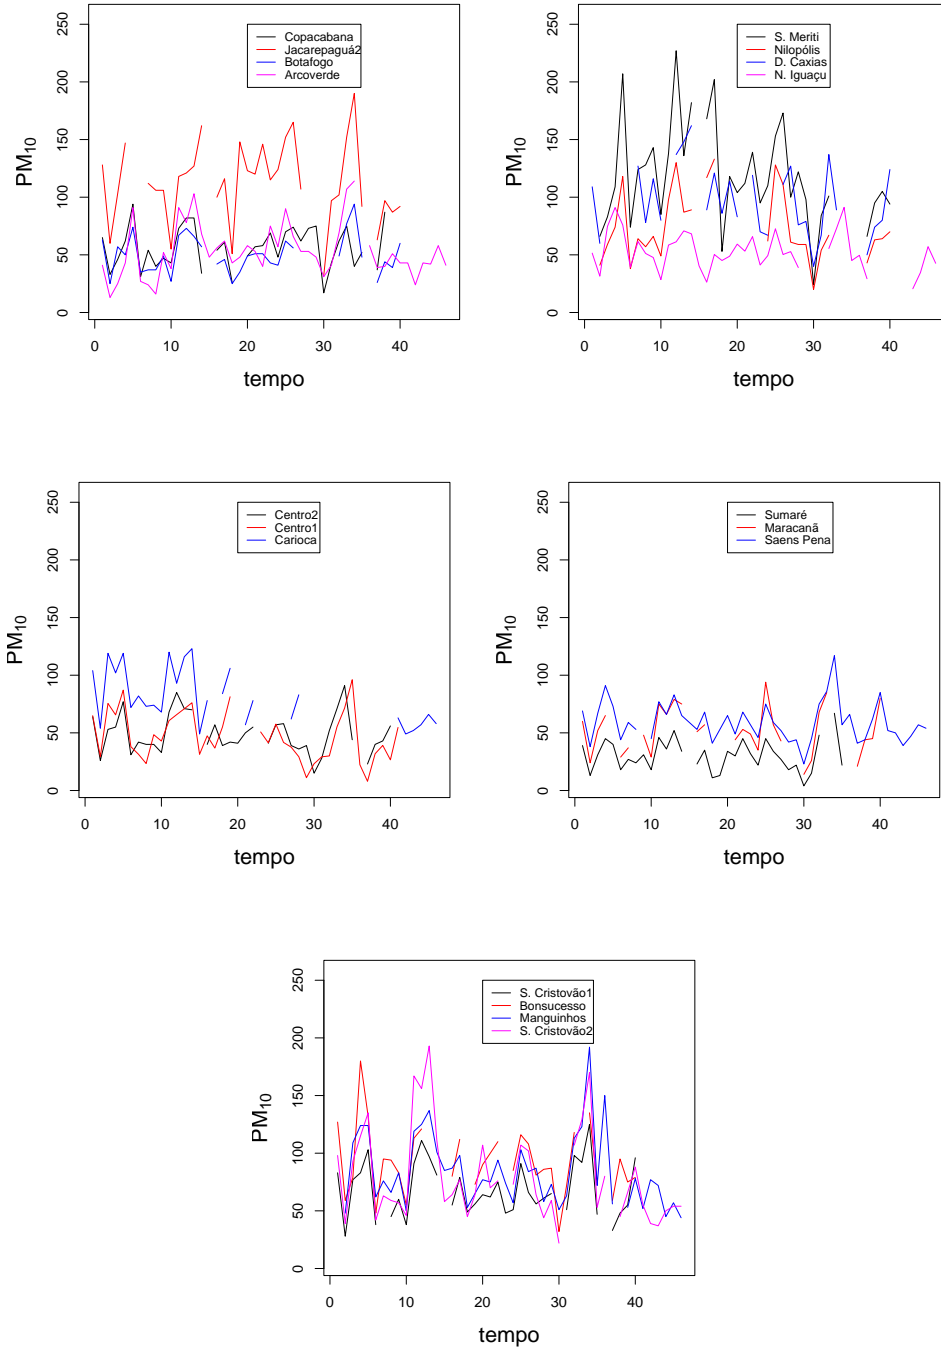 Copacabana
Jacarepaguá2
Botafogo
Arcoverde
PM10
0 50 100 150 200 250
0 10 20 30 40
tempo
S. Meriti
Nilopólis
D. Caxias
N. Iguaçu
PM10
0 50 100 150 200 250
0 10 20 30 40
tempo
Centro2
Centro1
Carioca
PM10
0 50 100 150 200 250
0 10 20 30 40
tempo
Sumaré
Maracanã
Saens Pena
PM10
0 50 100 150 200 250
0 10 20 30 40
tempo
S. Cristovão1
Bonsucesso
Manguinhos
S. Cristovão2
PM10
0 50 100 150 200 250
0 10 20 30 40
tempo